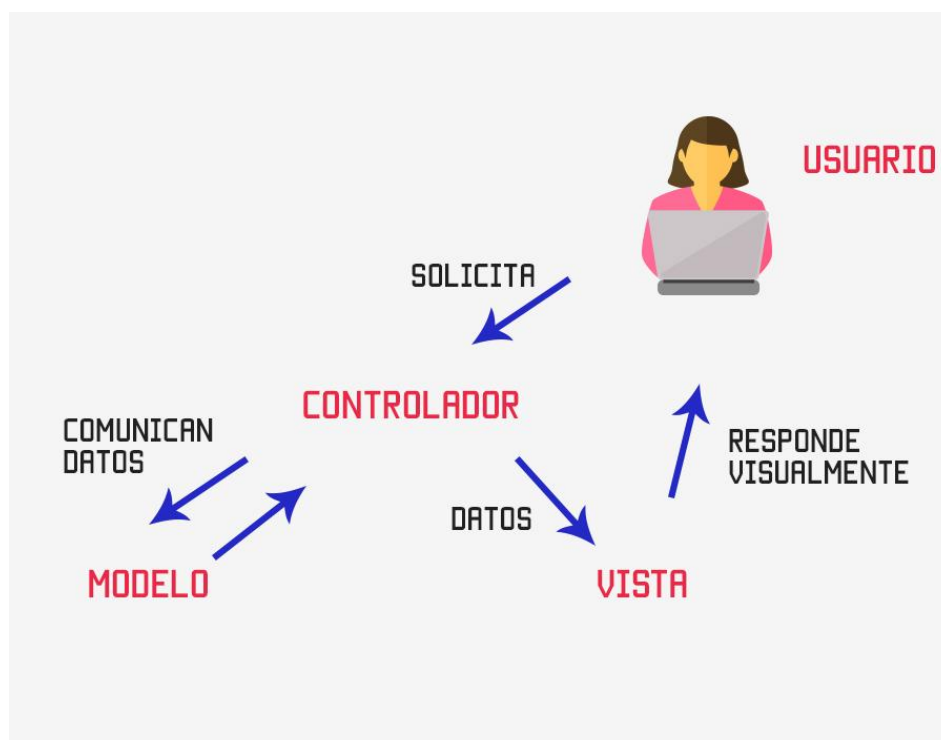 USUARIO
SOLICITA
CONTROLADOR
COMUNICAN
DATOS
RESPONDE
VISUALMENTE
DATOS
MODELO
VISTA